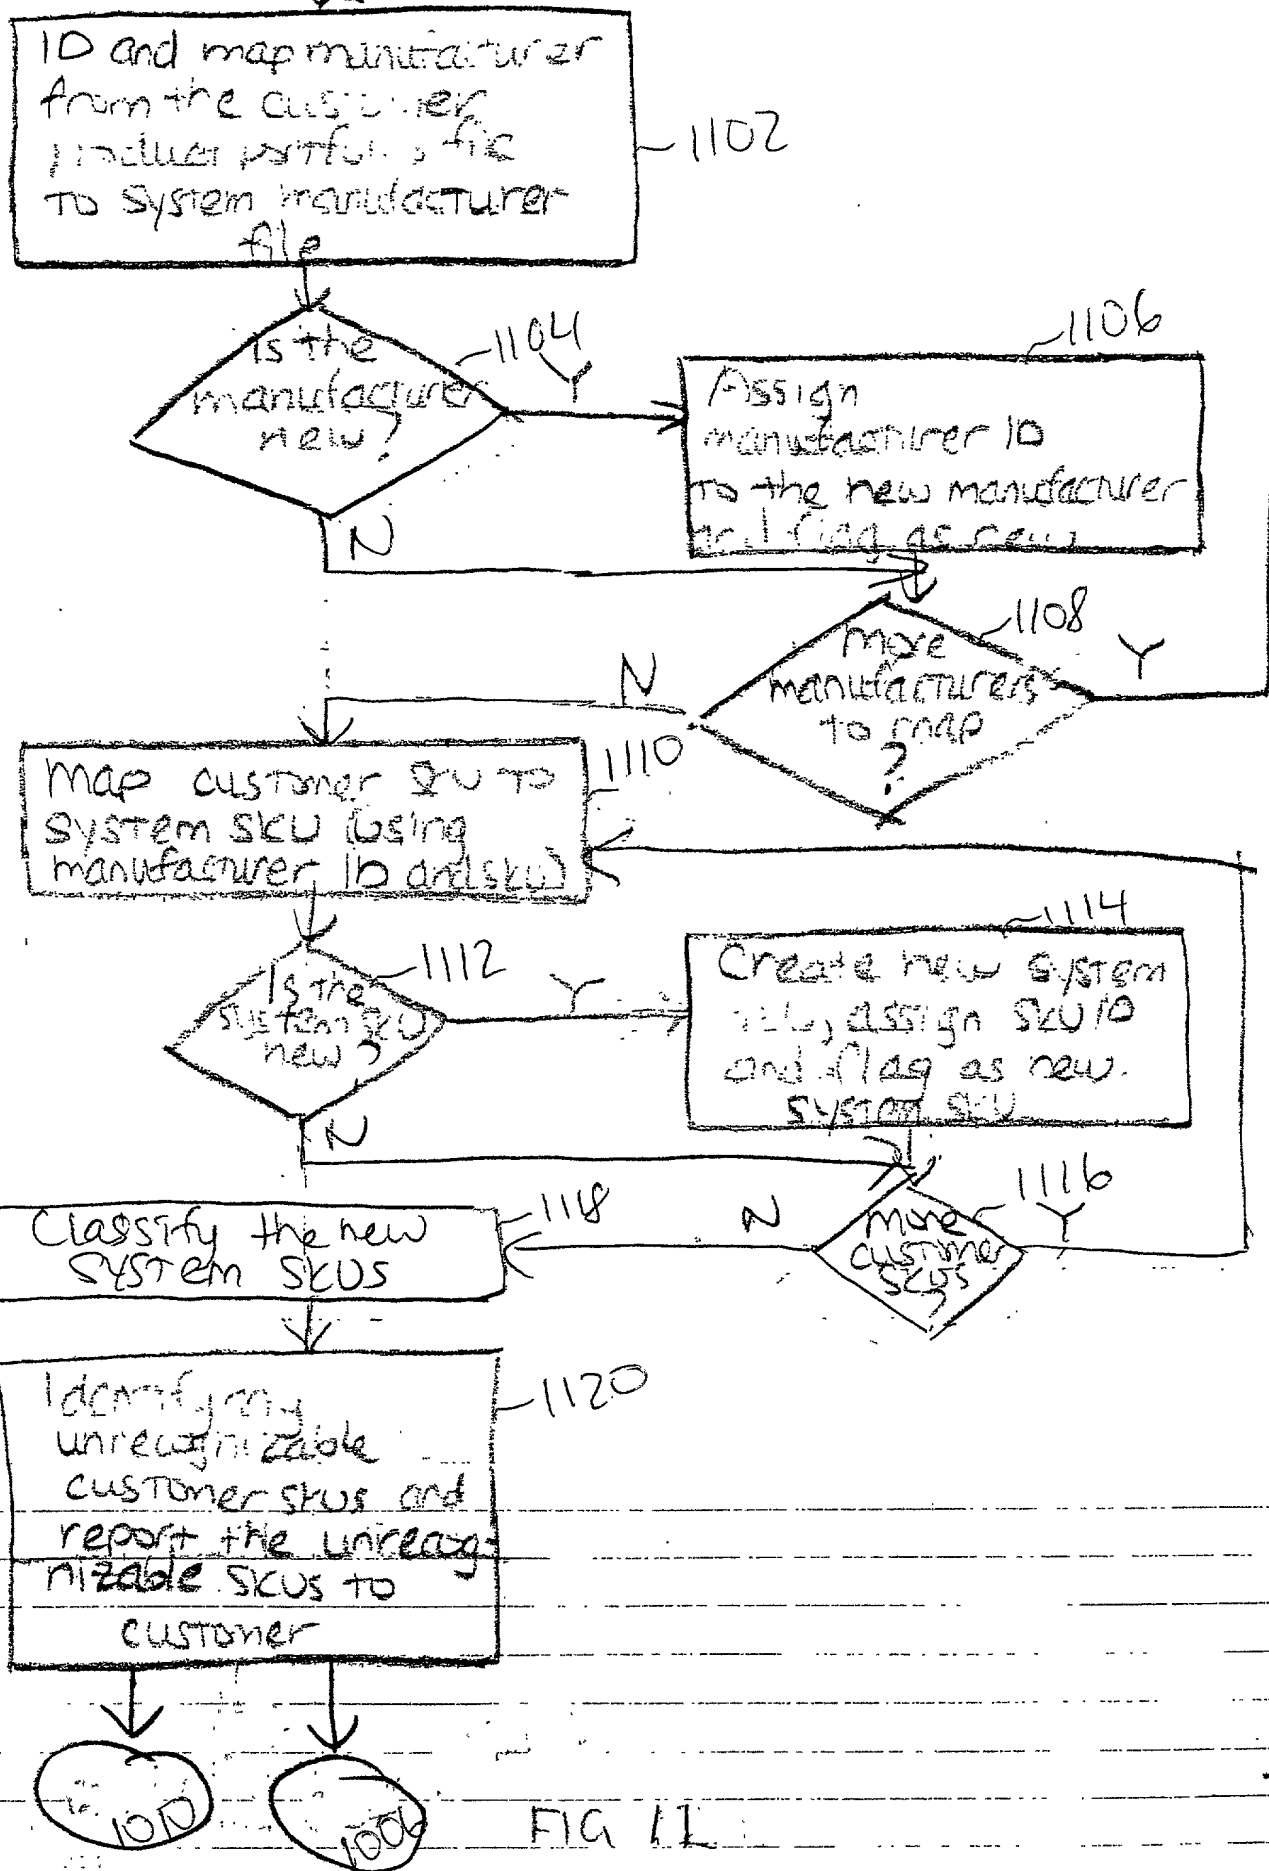 ID and map manufacturer
from the customer
product portfolio file
TO System manufacturer
file
1102
is the
manufacturer
new?
1104
Y
N
1106
Assign
manufacturer ID
TO the new manufacturer
and flag as new
1108
more
manufacturers
to map
?
Y
N
1110
Map customer SKU TO
SYSTEM SKU (using
manufacturer ID and sku)
1112
Is the
system SKU
new?
Y
N
1114
Create new system
sku, assign SKU ID
and flag as new
system sku
1116
more
customer
SKUS
?
Y
N
1118
Classify the new
SYSTEM SKUS
1120
Identify any
unrecognizable
customer skus and
report the unrecog-
nizable SKUs to
customer
1010
1006
FIG 11